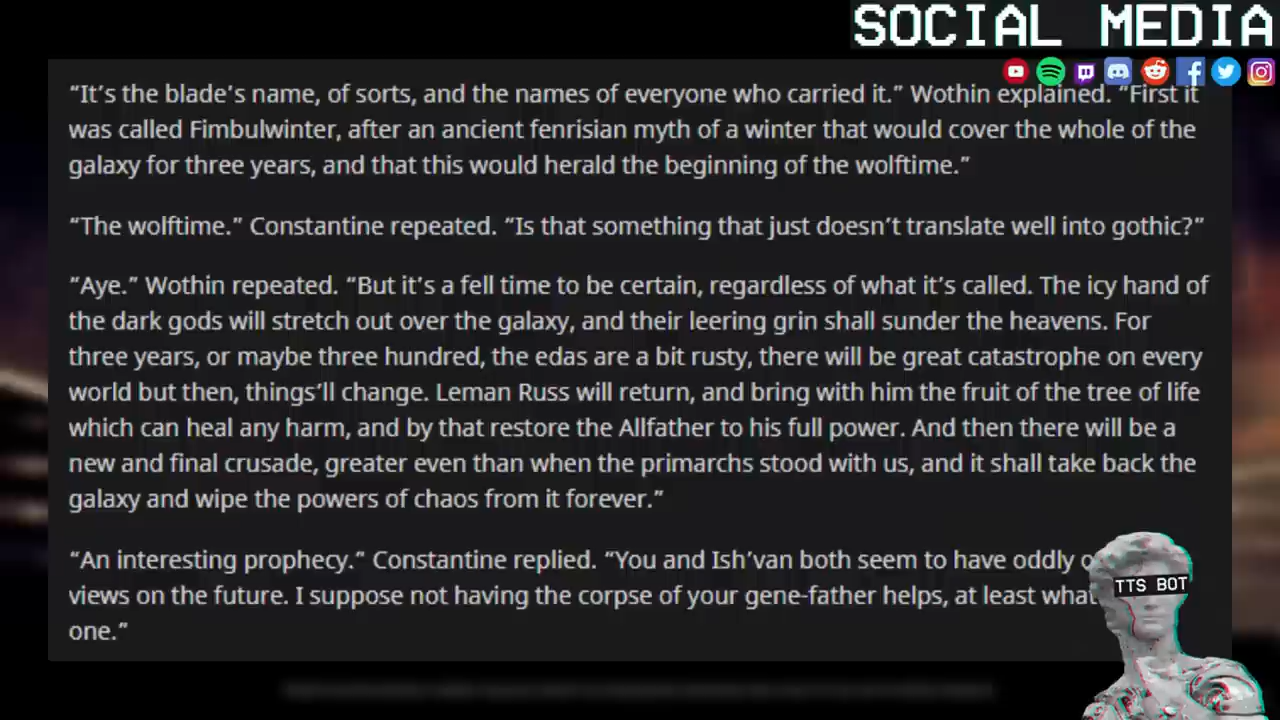 SOCIAL MEDIA
“It’s the blade’s name, of sorts, and the names of everyone who carried it.” Wothin explained. “First it
was called Fimbulwinter, after an ancient fenrisian myth of a winter that would cover the whole of the
galaxy for three years, and that this would herald the beginning of the wolftime.”
“The wolftime.” Constantine repeated. “Is that something that just doesn’t translate well into gothic?”
“Aye.” Wothin repeated. “But it’s a fell time to be certain, regardless of what it’s called. The icy hand of
the dark gods will stretch out over the galaxy, and their leering grin shall sunder the heavens. For
three years, or maybe three hundred, the edas are a bit rusty, there will be great catastrophe on every
world but then, things’ll change. Leman Russ will return, and bring with him the fruit of the tree of life
which can heal any harm, and by that restore the Allfather to his full power. And then there will be a
new and final crusade, greater even than when the primarchs stood with us, and it shall take back the
galaxy and wipe the powers of chaos from it forever.”
“An interesting prophecy.” Constantine replied. “You and Ish’van both seem to have oddly
views on the future. I suppose not having the corpse of your gene-father helps, at least what
one.”
TTS BOT